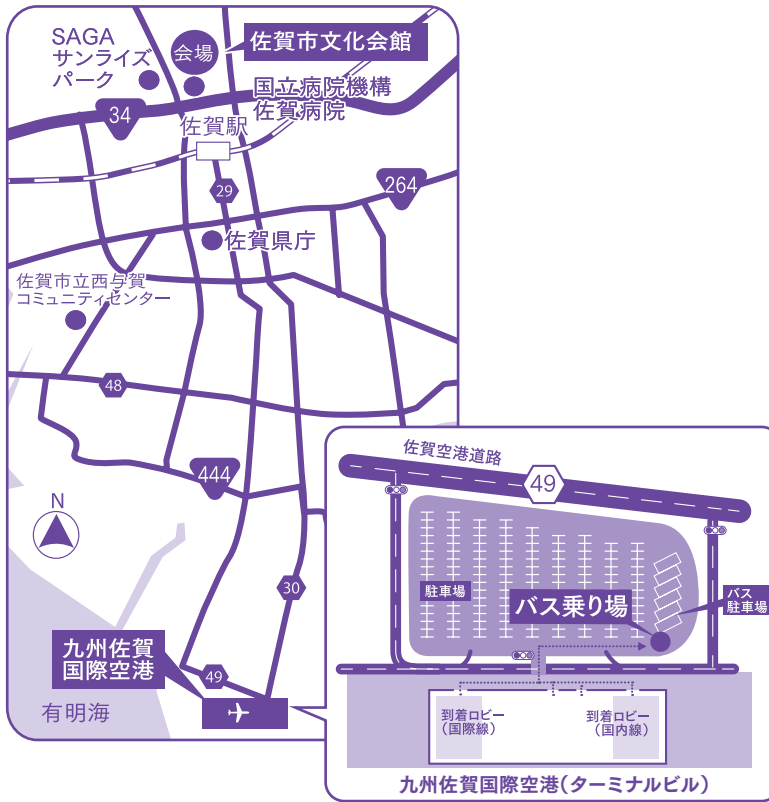 SAGA
サンライズ
パーク
会場
佐賀市文化会館
国立病院機構
佐賀病院
34
佐賀駅
29
264
佐賀県庁
佐賀市立西与賀
コミュニティセンター
48
444
N
30
九州佐賀
国際空港
49
有明海
佐賀空港道路
49
駐車場
バス乗り場
バス
駐車場
到着ロビー
（国際線）
到着ロビー
（国内線）
九州佐賀国際空港（ターミナルビル）